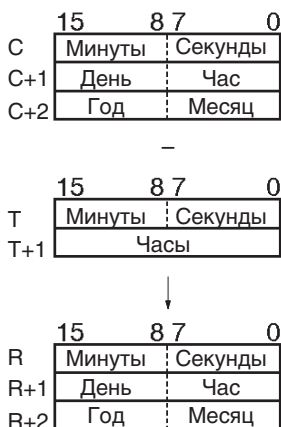 15 8 7 0
C Минуты Секунды
C+1 День Час
C+2 Год Месяц
–
15 8 7 0
T Минуты Секунды
T+1 Часы
15 8 7 0
R Минуты Секунды
R+1 День Час
R+2 Год Месяц